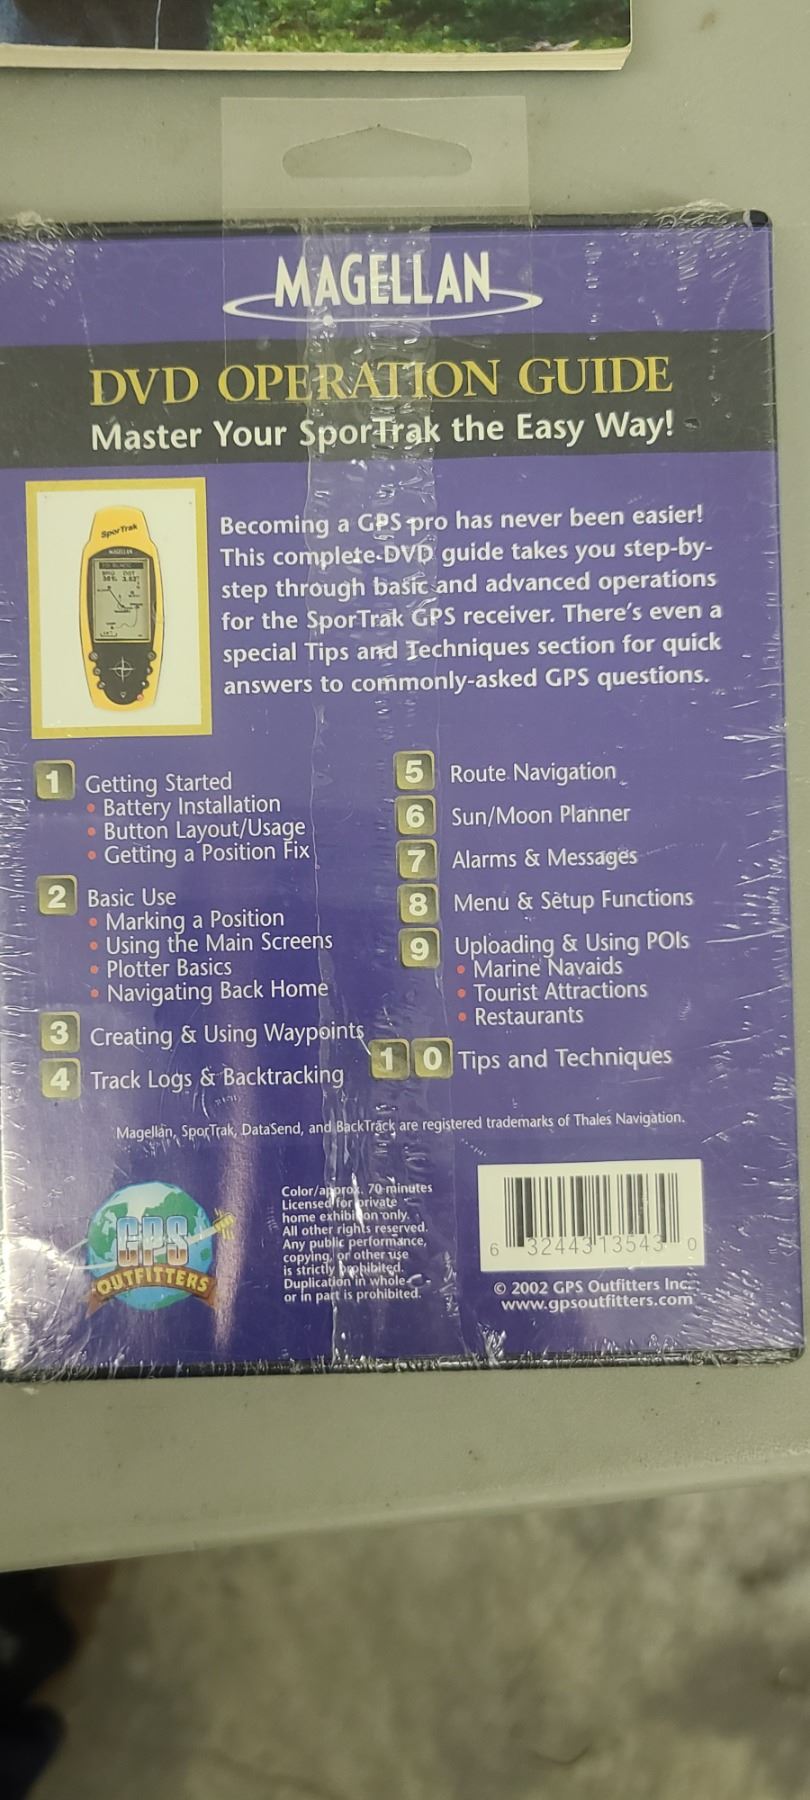 MAGELLAN
DVD OPERATION GUIDE
Master Your SporTrak the Easy Way!
SporTrak
MAGELLAN
Becoming a GPS pro has never been easier!
This complete DVD guide takes you step-by-
step through basic and advanced operations
for the SporTrak GPS receiver. There's even a
special Tips and Techniques section for quick
answers to commonly-asked GPS questions.
1 Getting Started
• Battery Installation
• Button Layout/Usage
• Getting a Position Fix
2 Basic Use
• Marking a Position
• Using the Main Screens
• Plotter Basics
• Navigating Back Home
3 Creating & Using Waypoints
4 Track Logs & Backtracking
5 Route Navigation
6 Sun/Moon Planner
7 Alarms & Messages
8 Menu & Setup Functions
9 Uploading & Using POIs
• Marine Navaids
• Tourist Attractions
• Restaurants
10 Tips and Techniques
Magellan, SporTrak, DataSend, and BackTrack are registered trademarks of Thales Navigation.
GPS
OUTFITTERS
Color/approx. 70 minutes
Licensed for private
home exhibition only.
All other rights reserved.
Any public performance,
copying, or other use
is strictly prohibited.
Duplication in whole
or in part is prohibited.
6 32443 13543 0
© 2002 GPS Outfitters Inc.
www.gpsoutfitters.com